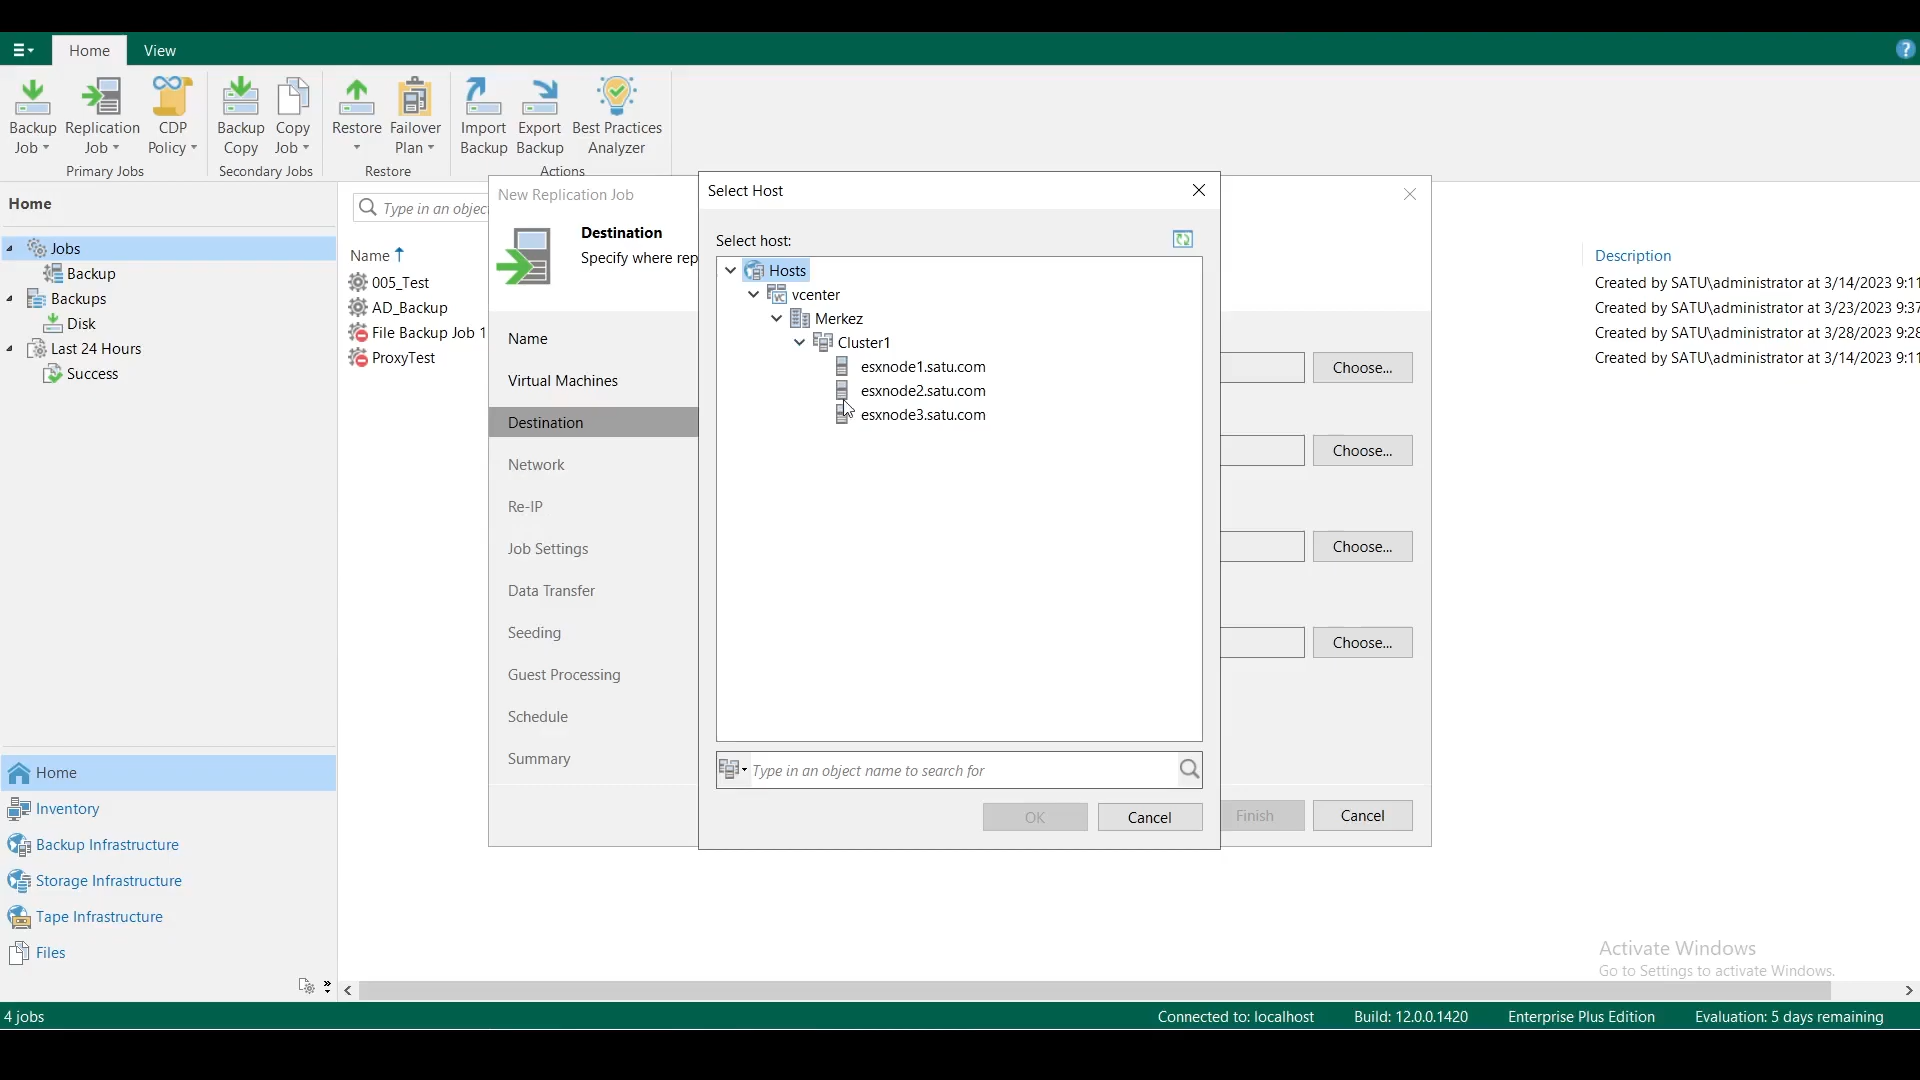 Home
View
?
Backup Job
Replication Job
CDP Policy
Backup Copy
Copy Job
Restore
Failover Plan
Import Backup
Export Backup
Best Practices Analyzer
Primary Jobs
Secondary Jobs
Restore
Actions
Home
Jobs
Backup
Backups
Disk
Last 24 Hours
Success
Home
Inventory
Backup Infrastructure
Storage Infrastructure
Tape Infrastructure
Files
Type in an objec
Name
005_Test
AD_Backup
File Backup Job 1
ProxyTest
New Replication Job
Destination
Specify where rep
Name
Virtual Machines
Destination
Network
Re-IP
Job Settings
Data Transfer
Seeding
Guest Processing
Schedule
Summary
Select Host
Select host:
Hosts
vcenter
Merkez
Cluster1
esxnode1.satu.com
esxnode2.satu.com
esxnode3.satu.com
Type in an object name to search for
OK
Cancel
Choose...
Choose...
Choose...
Choose...
Finish
Cancel
Description
Created by SATU\administrator at 3/14/2023 9:11
Created by SATU\administrator at 3/23/2023 9:37
Created by SATU\administrator at 3/28/2023 9:28
Created by SATU\administrator at 3/14/2023 9:11
Activate Windows
Go to Settings to activate Windows.
4 jobs
Connected to: localhost
Build: 12.0.0.1420
Enterprise Plus Edition
Evaluation: 5 days remaining